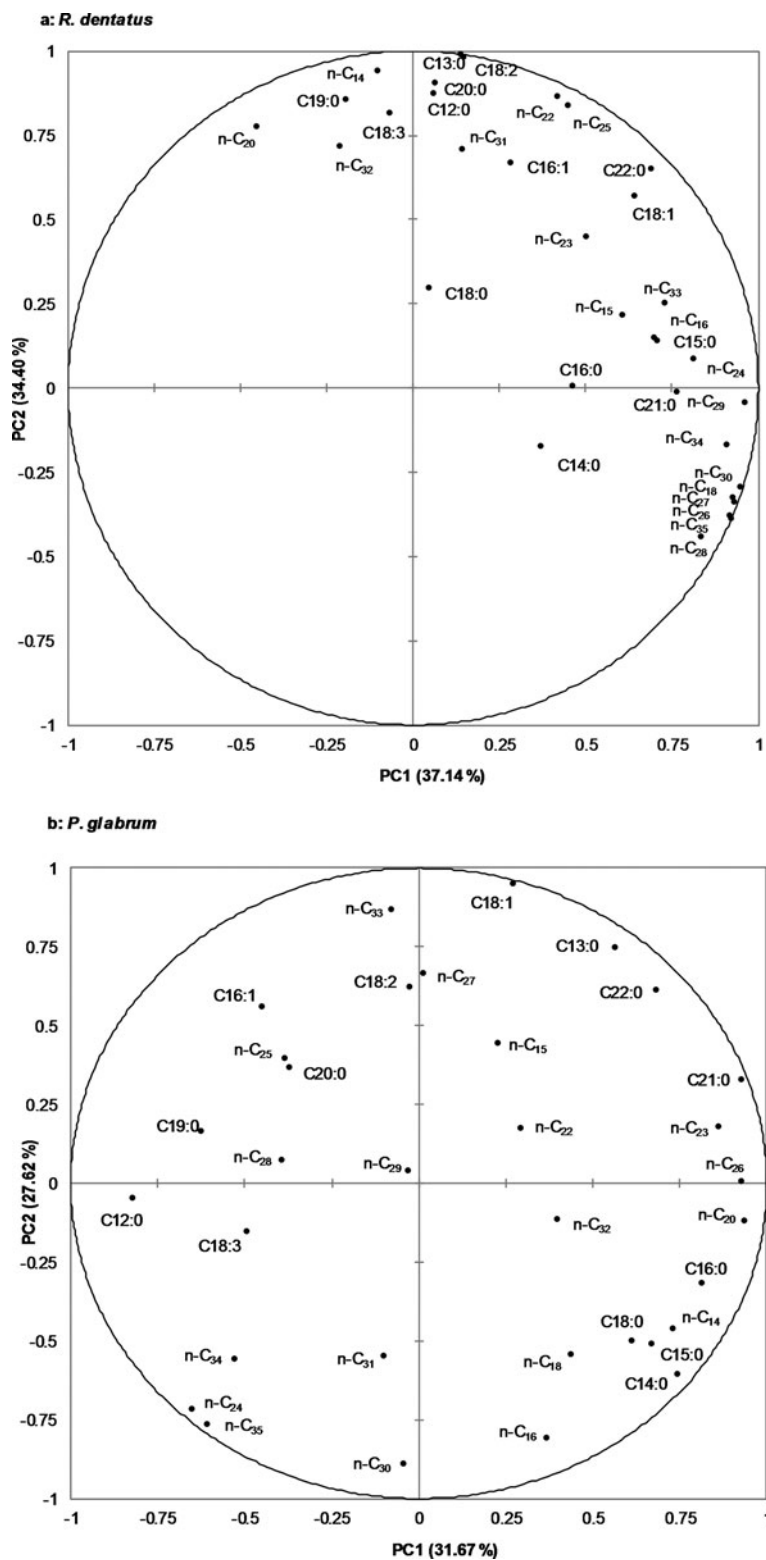 a: R. dentatus
1
C13:0
C18:2
n-C14
C20:0
C19:0
C12:0
n-C22
n-C25
n-C20
C18:3
0.75
n-C31
n-C32
C16:1
C22:0
C18:1
0.5
n-C23
C18:0
n-C33
0.25
n-C15
n-C16
C15:0
C16:0
n-C24
0
C21:0
n-C29
n-C34
-0.25
C14:0
n-C30
n-C18
n-C27
n-C26
n-C35
-0.5
n-C28
-0.75
-1
PC2 (34.40 %)
-1 -0.75 -0.5 -0.25 0 0.25 0.5 0.75 1
PC1 (37.14 %)
b: P. glabrum
1
n-C33
C18:1
0.75
C13:0
C18:2
n-C27
C16:1
C22:0
0.5
n-C25
n-C15
C20:0
C21:0
0.25
C19:0
n-C23
n-C22
n-C28
n-C29
n-C26
0
C12:0
n-C20
n-C32
C18:3
-0.25
C16:0
C18:0
n-C14
-0.5
n-C34
n-C31
n-C18
C15:0
C14:0
n-C24
-0.75
n-C35
n-C16
n-C30
-1
PC2 (27.62 %)
-1 -0.75 -0.5 -0.25 0 0.25 0.5 0.75 1
PC1 (31.67 %)